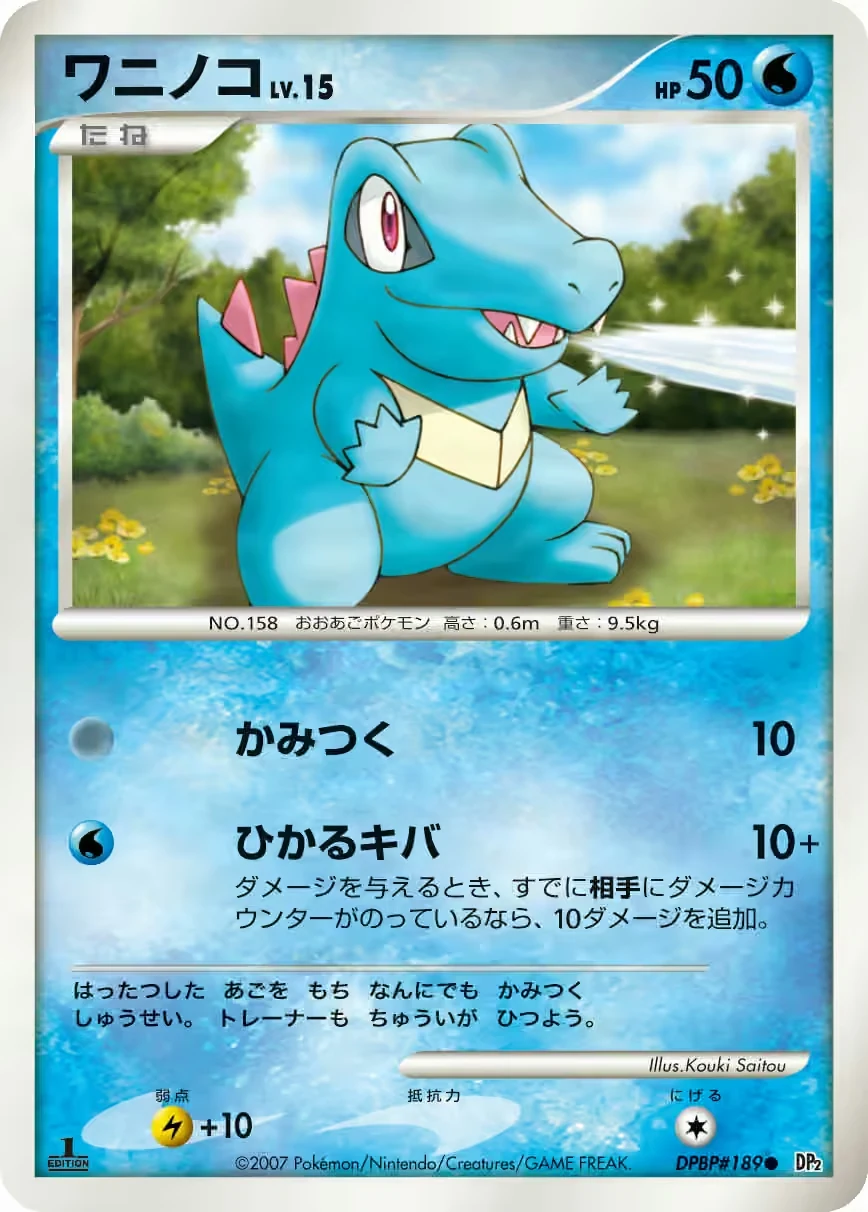 ワニノコ LV.15 HP 50
たね
NO.158 おおあごポケモン 高さ:0.6m 重さ:9.5kg
かみつく 10
ひかるキバ 10+
ダメージを与えるとき、すでに相手にダメージカ
ウンターがのっているなら、10ダメージを追加。
はったつした あごを もち なんにでも かみつく
しゅうせい。 トレーナーも ちゅういが ひつよう。
Illus.Kouki Saitou
弱点 抵抗力 にげる
+10
1 EDITION ©2007 Pokémon/Nintendo/Creatures/GAME FREAK. DPBP#189● DP2